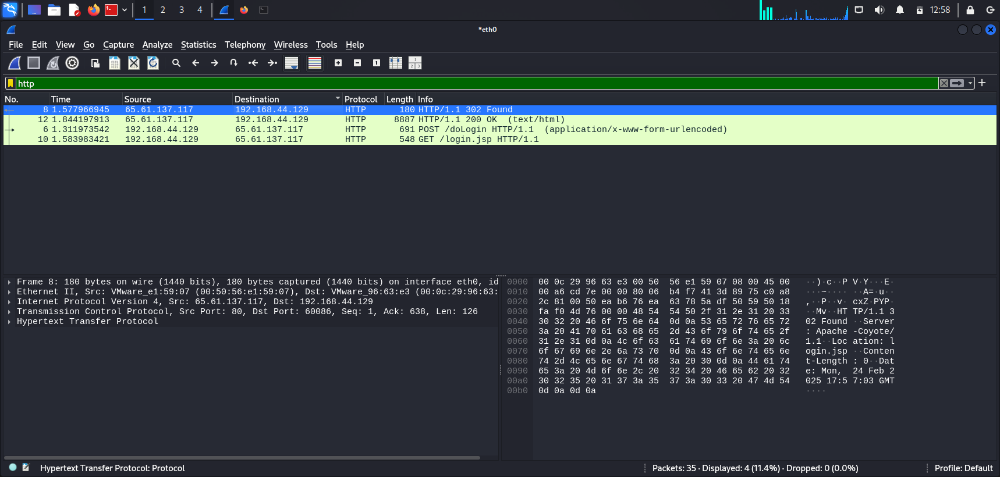 1 2 3 4 12:58
*eth0
File Edit View Go Capture Analyze Statistics Telephony Wireless Tools Help
http
No. Time Source Destination Protocol Length Info
8 1.577966945 65.61.137.117 192.168.44.129 HTTP 180 HTTP/1.1 302 Found
12 1.844197913 65.61.137.117 192.168.44.129 HTTP 8887 HTTP/1.1 200 OK (text/html)
6 1.311973542 192.168.44.129 65.61.137.117 HTTP 691 POST /doLogin HTTP/1.1 (application/x-www-form-urlencoded)
10 1.583983421 192.168.44.129 65.61.137.117 HTTP 548 GET /login.jsp HTTP/1.1
Frame 8: 180 bytes on wire (1440 bits), 180 bytes captured (1440 bits) on interface eth0, id
Ethernet II, Src: VMware_e1:59:07 (00:50:56:e1:59:07), Dst: VMware_96:63:e3 (00:0c:29:96:63:
Internet Protocol Version 4, Src: 65.61.137.117, Dst: 192.168.44.129
Transmission Control Protocol, Src Port: 80, Dst Port: 60086, Seq: 1, Ack: 638, Len: 126
Hypertext Transfer Protocol
0000 00 0c 29 96 63 e3 00 50 56 e1 59 07 08 00 45 00 ··)·c··P V·Y···E·
0010 00 a6 cd 7e 00 00 80 06 b4 f7 41 3d 89 75 c0 a8 ···~···· ··A=·u··
0020 2c 81 00 50 ea b6 76 ea 63 78 5a df 50 59 50 18 ,··P··v· cxZ·PYP·
0030 fa f0 4d 76 00 00 48 54 54 50 2f 31 2e 31 20 33 ··Mv··HT TP/1.1 3
0040 30 32 20 46 6f 75 6e 64 0d 0a 53 65 72 76 65 72 02 Found ··Server
0050 3a 20 41 70 61 63 68 65 2d 43 6f 79 6f 74 65 2f : Apache -Coyote/
0060 31 2e 31 0d 0a 4c 6f 63 61 74 69 6f 6e 3a 20 6c 1.1··Loc ation: l
0070 6f 67 69 6e 2e 6a 73 70 0d 0a 43 6f 6e 74 65 6e ogin.jsp ··Conten
0080 74 2d 4c 65 6e 67 74 68 3a 20 30 0d 0a 44 61 74 t-Length : 0··Dat
0090 65 3a 20 4d 6f 6e 2c 20 32 34 20 46 65 62 20 32 e: Mon, 24 Feb 2
00a0 30 32 35 20 31 37 3a 35 37 3a 30 33 20 47 4d 54 025 17:5 7:03 GMT
00b0 0d 0a 0d 0a ····
Hypertext Transfer Protocol: Protocol Packets: 35 · Displayed: 4 (11.4%) · Dropped: 0 (0.0%) Profile: Default